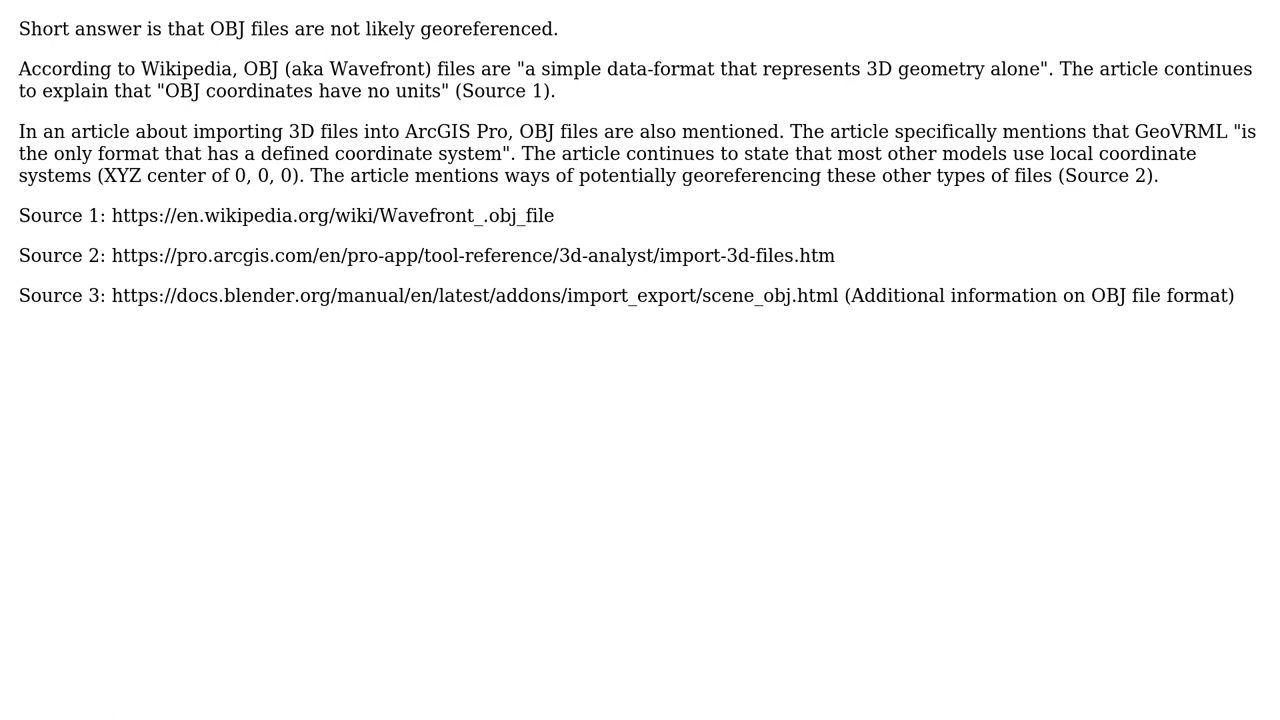 Short answer is that OBJ files are not likely georeferenced.
According to Wikipedia, OBJ (aka Wavefront) files are "a simple data-format that represents 3D geometry alone". The article continues
to explain that "OBJ coordinates have no units" (Source 1).
In an article about importing 3D files into ArcGIS Pro, OBJ files are also mentioned. The article specifically mentions that GeoVRML "is
the only format that has a defined coordinate system". The article continues to state that most other models use local coordinate
systems (XYZ center of 0, 0, 0). The article mentions ways of potentially georeferencing these other types of files (Source 2).
Source 1: https://en.wikipedia.org/wiki/Wavefront_.obj_file
Source 2: https://pro.arcgis.com/en/pro-app/tool-reference/3d-analyst/import-3d-files.htm
Source 3: https://docs.blender.org/manual/en/latest/addons/import_export/scene_obj.html (Additional information on OBJ file format)